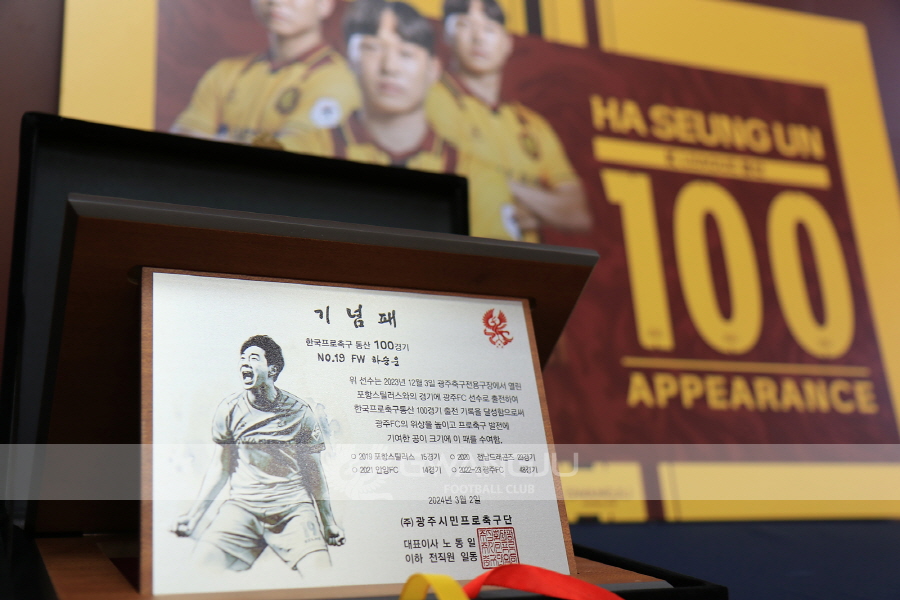 HA SEUNG UN
100
APPEARANCE
기념패
한국프로축구 통산 100경기
NO.19 FW 하승운
위 선수는 2023년 12월 3일 광주축구전용구장에서 열린
포항스틸러스와의 경기에 광주FC 선수로 출전하여
한국프로축구통산 100경기 출전 기록을 달성함으로써
광주FC의 위상을 높이고 프로축구 발전에
기여한 공이 크기에 이 패를 수여함.
○ 2019 포항스틸러스 15경기 ○ 2020 전남드래곤즈 23경기
○ 2021 안양FC 14경기 ○ 2022-23 광주FC 48경기
FOOTBALL CLUB
2024년 3월 2일
(주) 광주시민프로축구단
대표이사 노동일
이하 전직원 일동